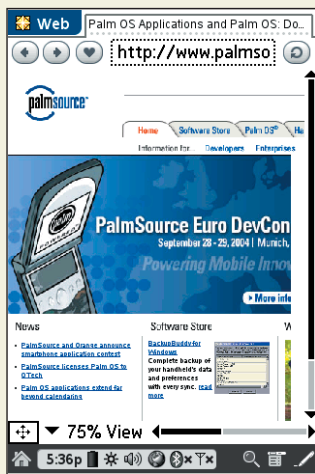 Web
Palm OS Applications and Palm OS: Do...
http://www.palmso
palmsource
Home Software Store Palm OS® Ha
Information for... Developers Enterprises
PalmSource Euro DevCon
September 28 - 29, 2004 | Munich,
Powering Mobile Innov
More info
News
PalmSource and Orange announce
smartphone application contest
PalmSource licenses Palm OS to
QTech
Palm OS applications extend far
beyond calendaring
Software Store
BackupBuddy for
Windows
Complete backup of
your handheld's data
and preferences
with every sync. read
more
W
75% View
5:36p